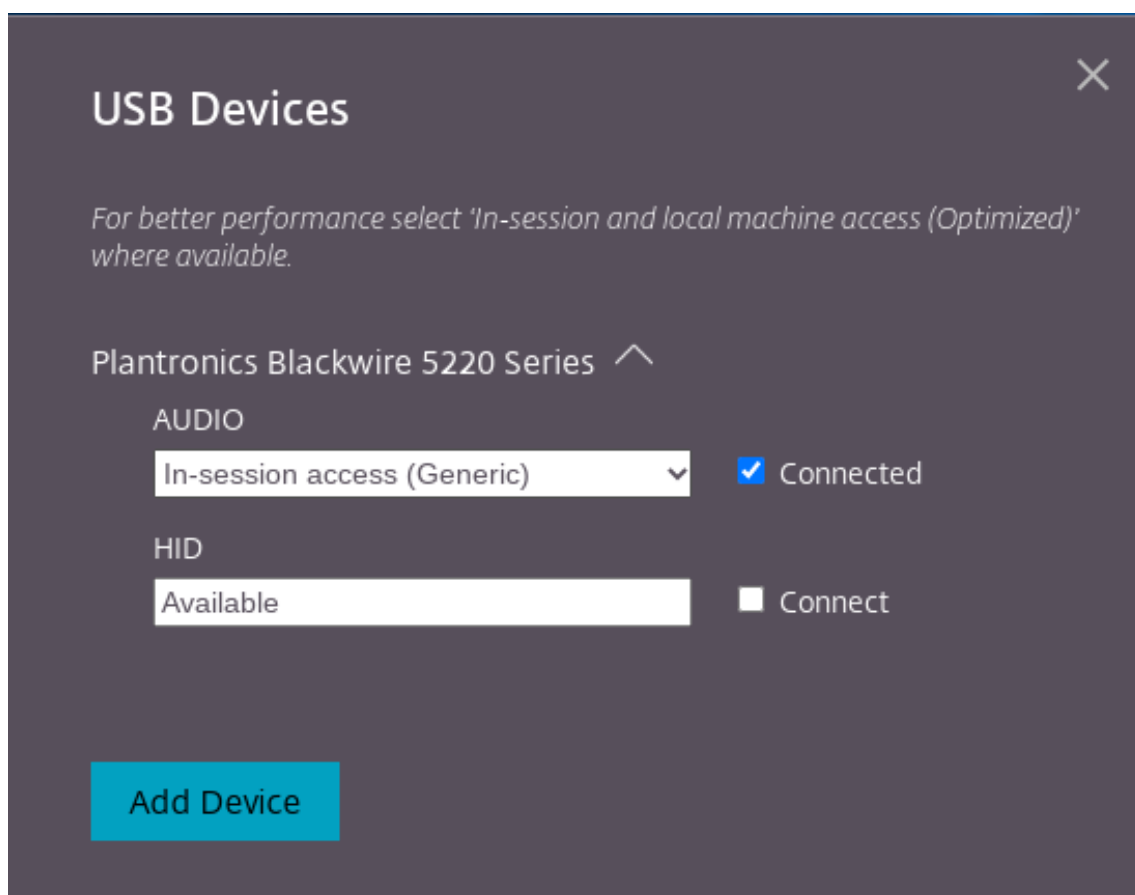 USB Devices
For better performance select 'In-session and local machine access (Optimized)'
where available.
Plantronics Blackwire 5220 Series
AUDIO
In-session access (Generic)
Connected
HID
Available
Connect
Add Device